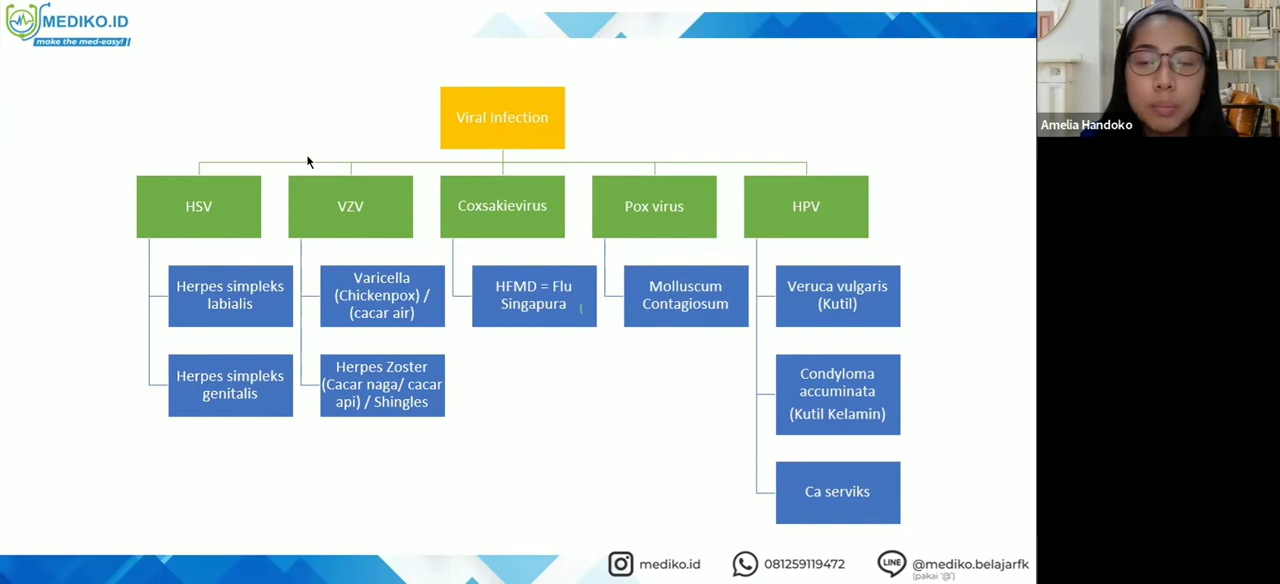 MEDIKO.ID
make the med-easy!
Amelia Handoko
Viral Infection
HSV
VZV
Coxsakievirus
Pox virus
HPV
Herpes simpleks
labialis
Varicella
(Chickenpox) /
(cacar air)
HFMD = Flu
Singapura
Molluscum
Contagiosum
Veruca vulgaris
(Kutil)
Herpes simpleks
genitalis
Herpes Zoster
(Cacar naga/ cacar
api) / Shingles
Condyloma
accuminata
(Kutil Kelamin)
Ca serviks
mediko.id
081259119472
LINE
@mediko.belajarfk
(pakai '@')